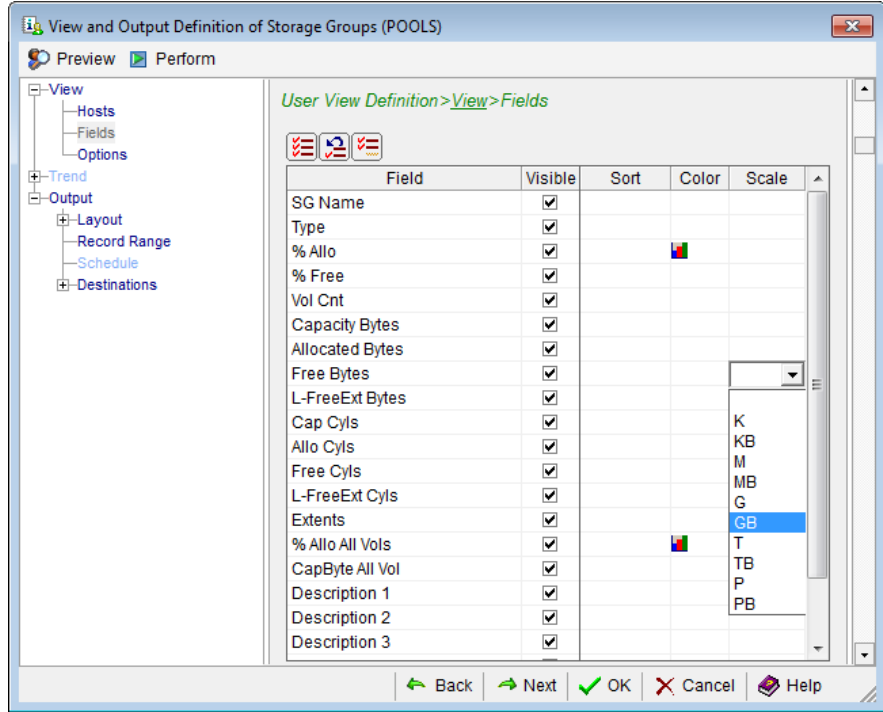 View and Output Definition of Storage Groups (POOLS)
Preview Perform
View
Hosts
Fields
Options
Trend
Output
Layout
Record Range
Schedule
Destinations
User View Definition>View>Fields
Field Visible Sort Color Scale
SG Name
Type
% Allo
% Free
Vol Cnt
Capacity Bytes
Allocated Bytes
Free Bytes
L-FreeExt Bytes
Cap Cyls
Allo Cyls
Free Cyls
L-FreeExt Cyls
Extents
% Allo All Vols
CapByte All Vol
Description 1
Description 2
Description 3
K
KB
M
MB
G
GB
T
TB
P
PB
Back Next OK Cancel Help